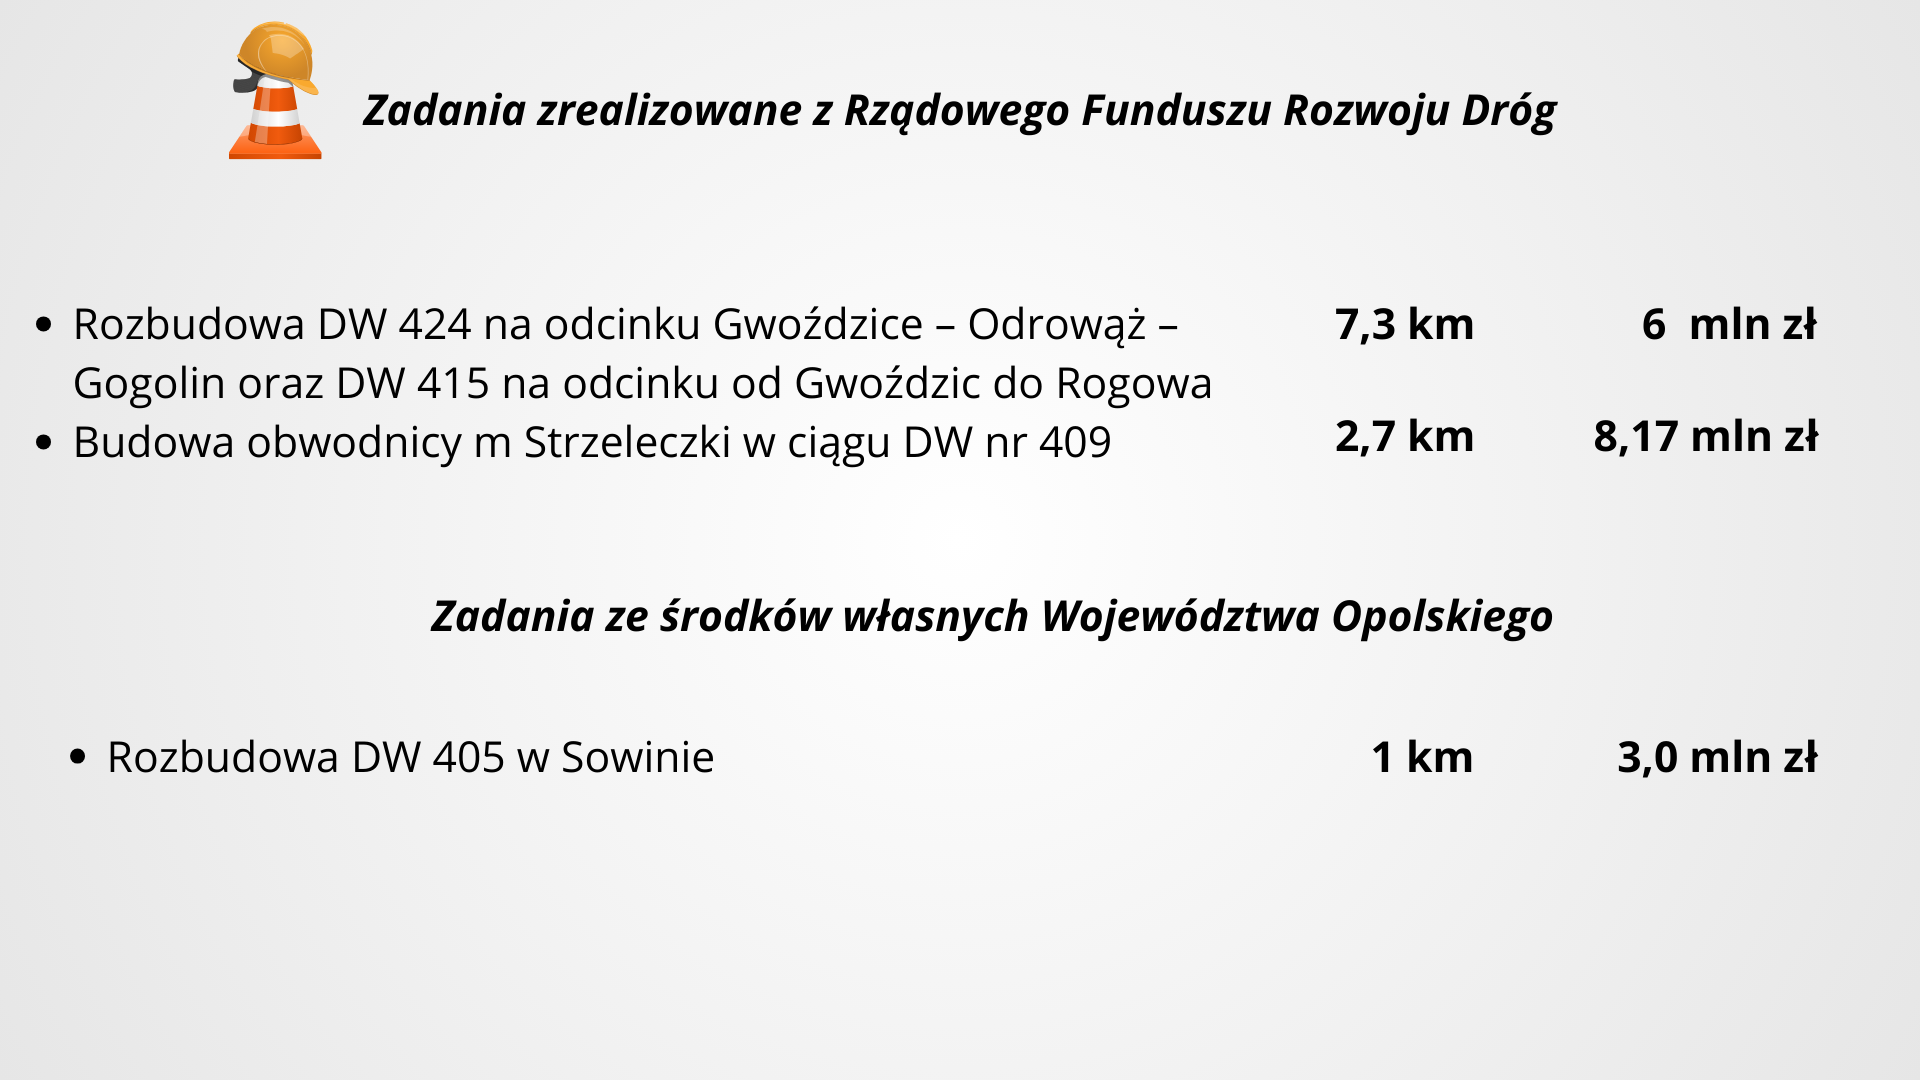 Zadania zrealizowane z Rządowego Funduszu Rozwoju Dróg
Rozbudowa DW 424 na odcinku Gwoździce – Odrowąż – 7,3 km 6 mln zł
Gogolin oraz DW 415 na odcinku od Gwoździc do Rogowa
Budowa obwodnicy m Strzeleczki w ciągu DW nr 409 2,7 km 8,17 mln zł
Zadania ze środków własnych Województwa Opolskiego
Rozbudowa DW 405 w Sowinie 1 km 3,0 mln zł